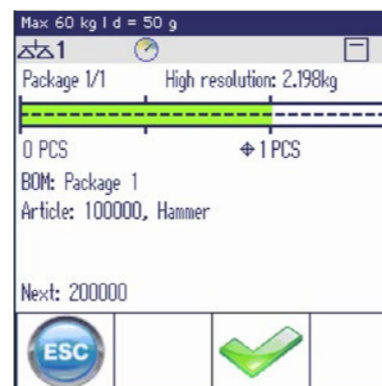 Max 60 kg | d = 50 g
1
Package 1/1 High resolution: 2.198kg
0 PCS 1 PCS
BOM: Package 1
Article: 100000, Hammer
Next: 200000
ESC